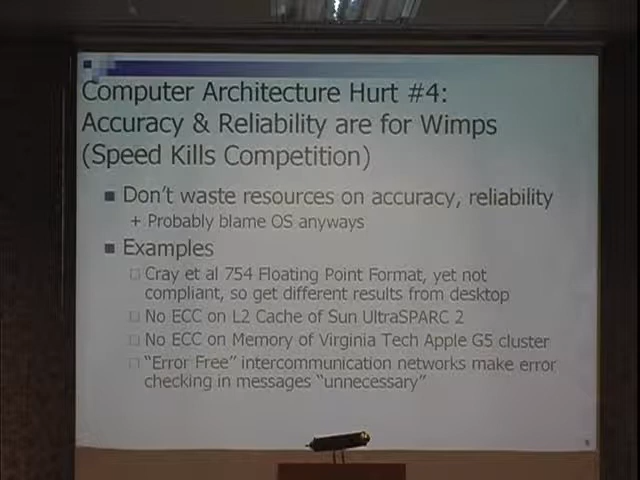 Computer Architecture Hurt #4:
Accuracy & Reliability are for Wimps
(Speed Kills Competition)
Don't waste resources on accuracy, reliability
+ Probably blame OS anyways
Examples
Cray et al 754 Floating Point Format, yet not
compliant, so get different results from desktop
No ECC on L2 Cache of Sun UltraSPARC 2
No ECC on Memory of Virginia Tech Apple G5 cluster
"Error Free" intercommunication networks make error
checking in messages "unnecessary"